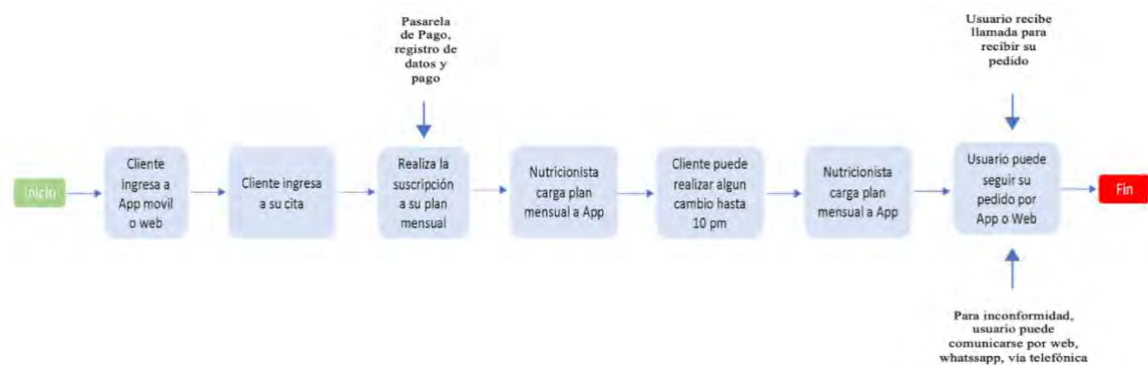 Pasarela
de Pago,
registro de
datos y
pago
Usuario recibe
llamada para
recibir su
pedido
Inicio
Cliente
ingresa a
App movil
o web
Cliente ingresa
a su cita
Realiza la
suscripción
a su plan
mensual
Nutricionista
carga plan
mensual a App
Cliente puede
realizar algun
cambio hasta
10 pm
Nutricionista
carga plan
mensual a App
Usuario puede
seguir su
pedido por
App o Web
Fin
Para inconformidad,
usuario puede
comunicarse por web,
whatssapp, vía telefónica